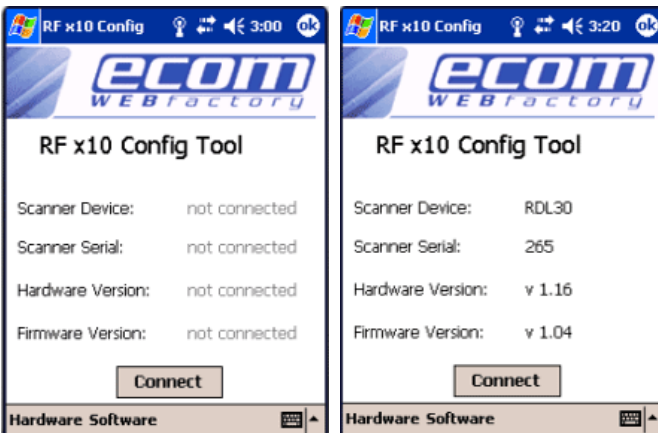 RF x10 Config 3:00 ok
ecom
WEBfactory
RF x10 Config Tool
Scanner Device: not connected
Scanner Serial: not connected
Hardware Version: not connected
Firmware Version: not connected
Connect
Hardware Software
RF x10 Config 3:20 ok
ecom
WEBfactory
RF x10 Config Tool
Scanner Device: RDL30
Scanner Serial: 265
Hardware Version: v 1.16
Firmware Version: v 1.04
Connect
Hardware Software